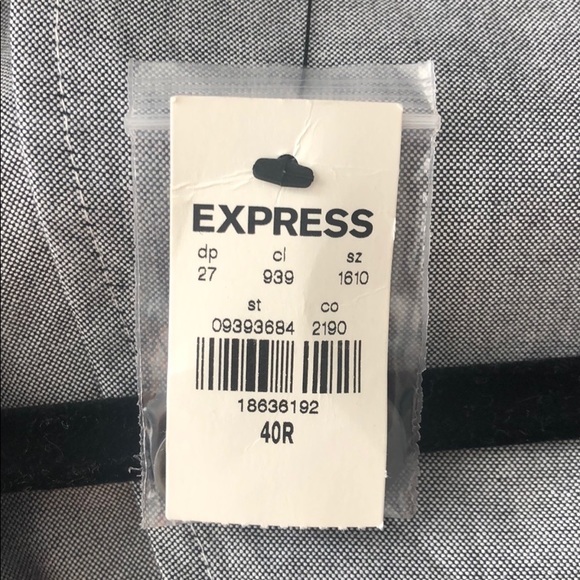 EXPRESS
dp cl sz
27 939 1610
st co
09393684 2190
18636192
40R